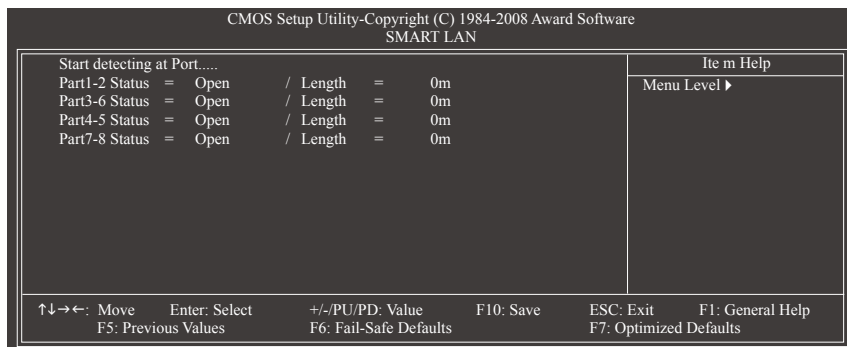 CMOS Setup Utility-Copyright (C) 1984-2008 Award Software
SMART LAN
Start detecting at Port.....
Part1-2 Status = Open / Length = 0m
Part3-6 Status = Open / Length = 0m
Part4-5 Status = Open / Length = 0m
Part7-8 Status = Open / Length = 0m
Ite m Help
Menu Level ▶
↑↓→←: Move Enter: Select +/-/PU/PD: Value F10: Save ESC: Exit F1: General Help
F5: Previous Values F6: Fail-Safe Defaults F7: Optimized Defaults